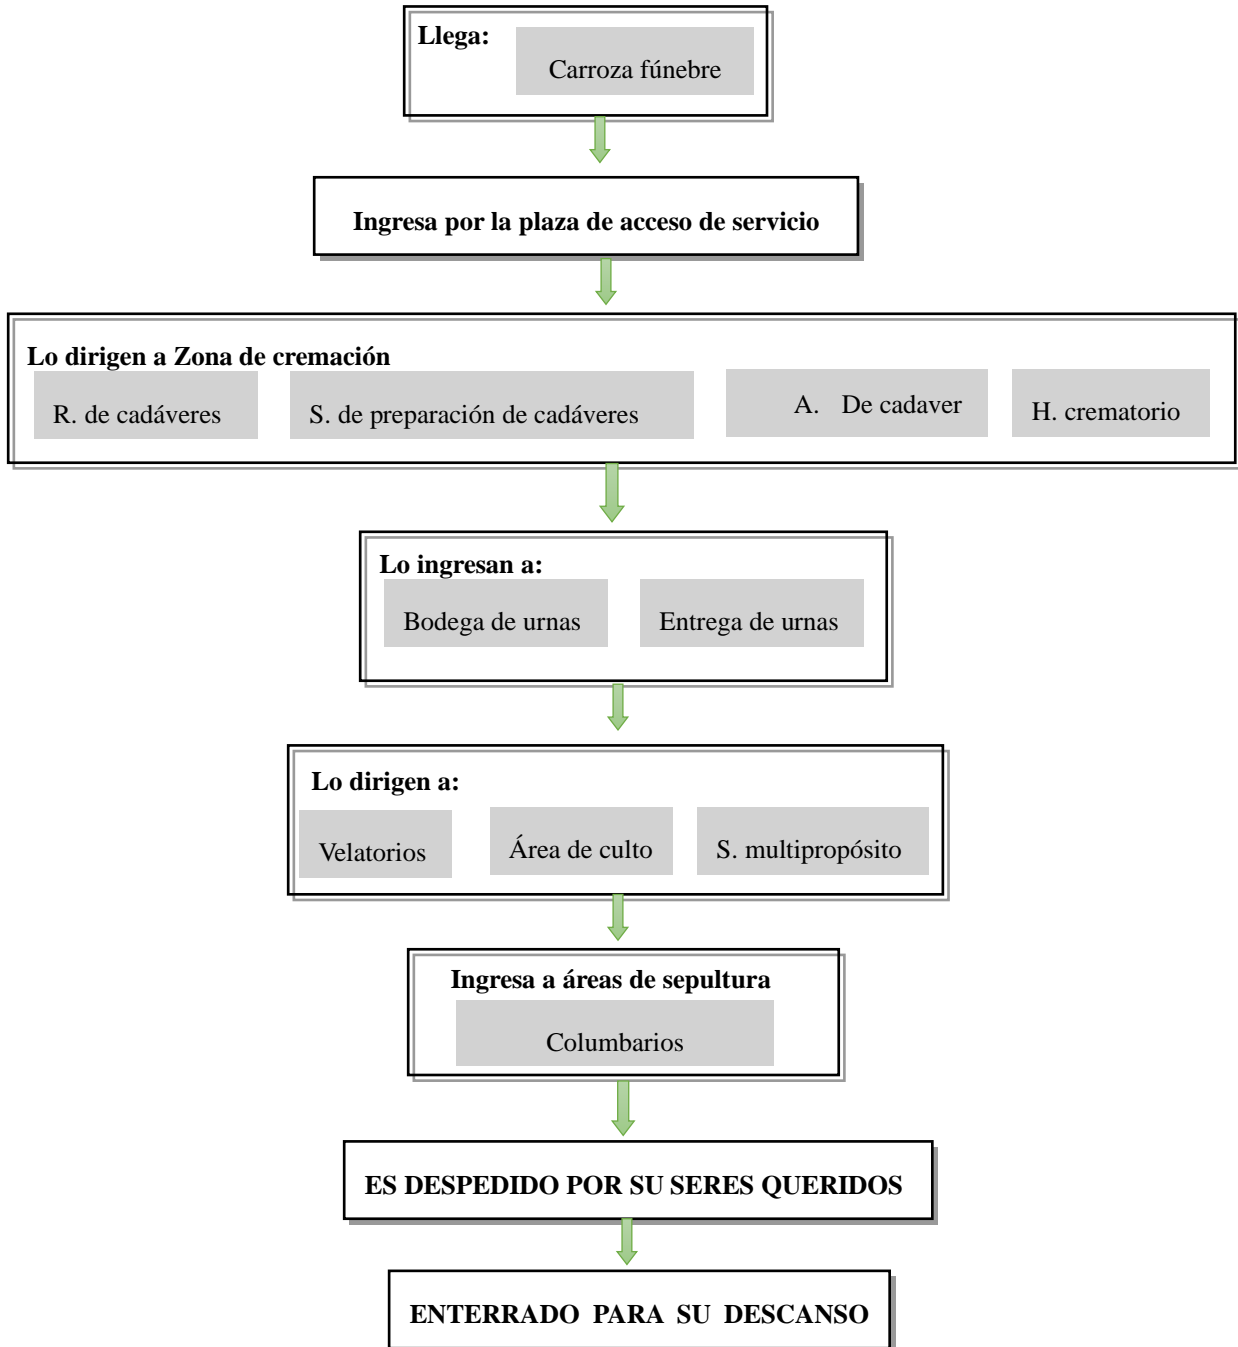 Llega:
Carroza fúnebre
Ingresa por la plaza de acceso de servicio
Lo dirigen a Zona de cremación
R. de cadáveres
S. de preparación de cadáveres
A. De cadaver
H. crematorio
Lo ingresan a:
Bodega de urnas
Entrega de urnas
Lo dirigen a:
Velatorios
Área de culto
S. multipropósito
Ingresa a áreas de sepultura
Columbarios
ES DESPEDIDO POR SU SERES QUERIDOS
ENTERRADO PARA SU DESCANSO